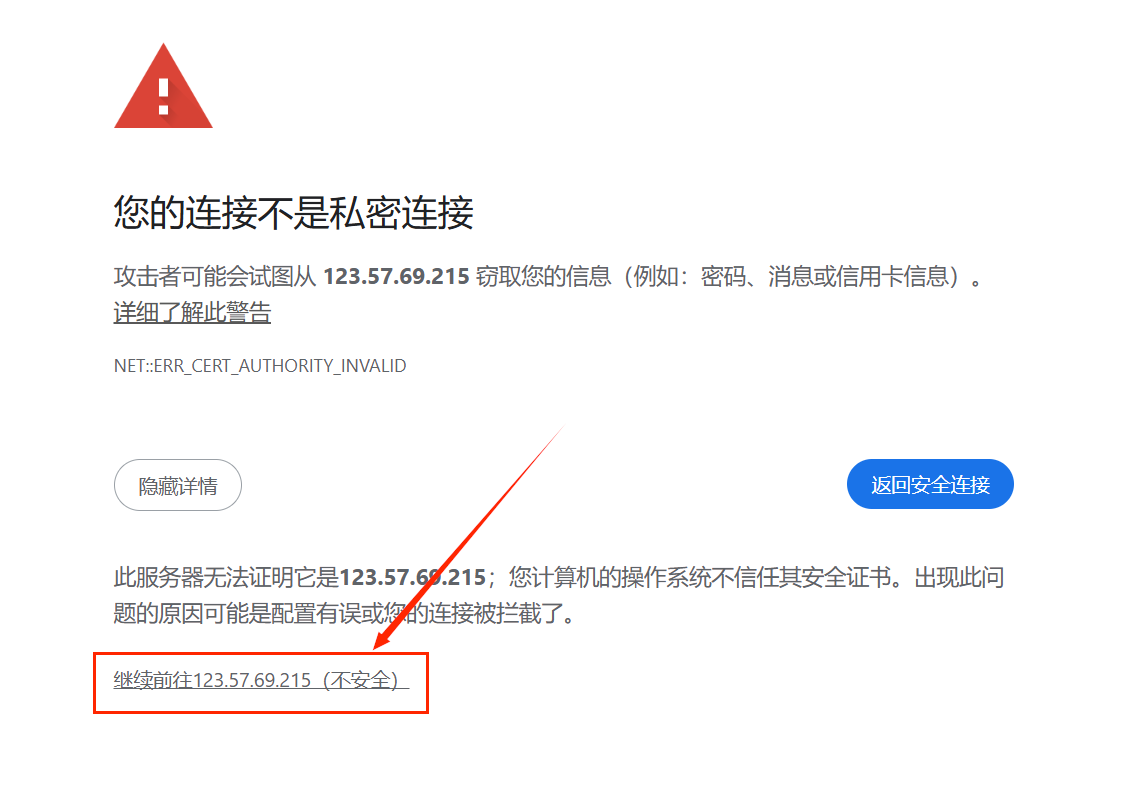 您的连接不是私密连接
攻击者可能会试图从 123.57.69.215 窃取您的信息（例如：密码、消息或信用卡信息）。
详细了解此警告
NET::ERR_CERT_AUTHORITY_INVALID
隐藏详情
返回安全连接
此服务器无法证明它是123.57.69.215；您计算机的操作系统不信任其安全证书。出现此问
题的原因可能是配置有误或您的连接被拦截了。
继续前往123.57.69.215（不安全）